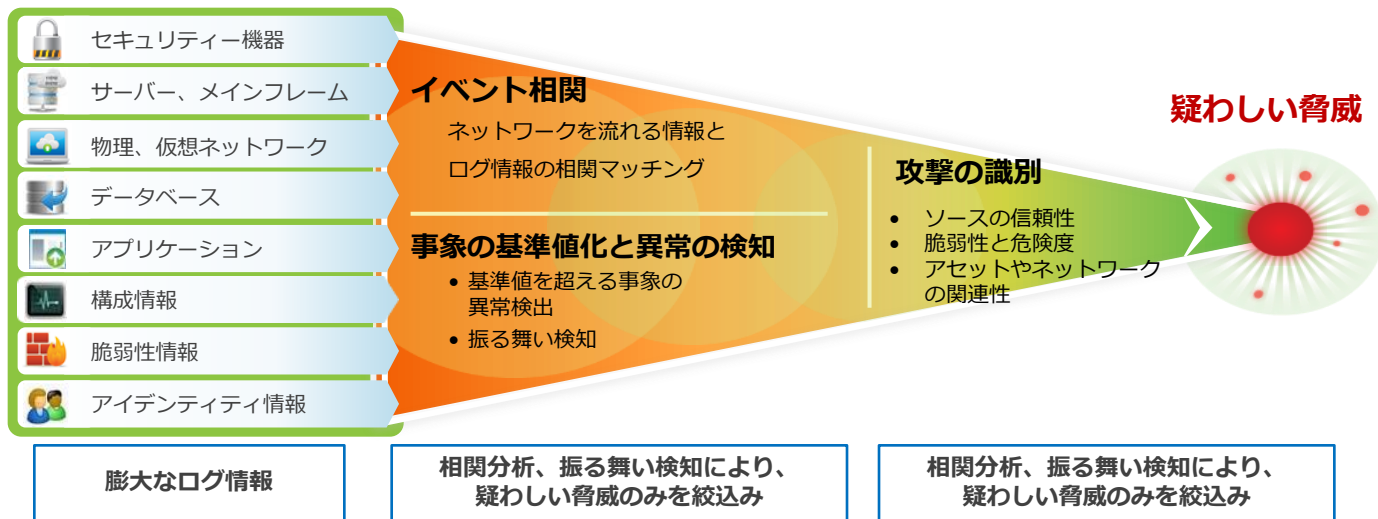 セキュリティー機器
サーバー、メインフレーム
物理、仮想ネットワーク
データベース
アプリケーション
構成情報
脆弱性情報
アイデンティティ情報
イベント相関
ネットワークを流れる情報と
ログ情報の相関マッチング
事象の基準値化と異常の検知
• 基準値を超える事象の
異常検出
• 振る舞い検知
攻撃の識別
• ソースの信頼性
• 脆弱性と危険度
• アセットやネットワーク
の関連性
疑わしい脅威
膨大なログ情報
相関分析、振る舞い検知により、
疑わしい脅威のみを絞込み
相関分析、振る舞い検知により、
疑わしい脅威のみを絞込み